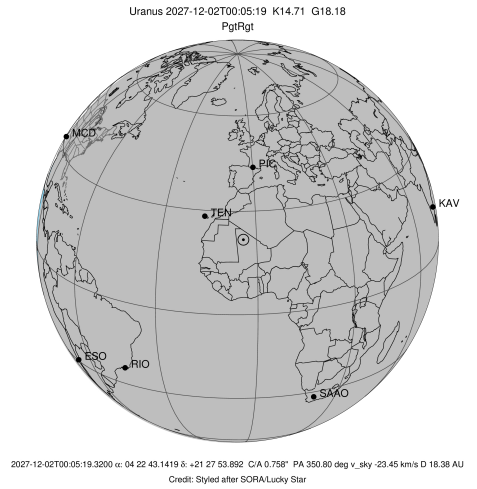 Uranus 2027-12-02T00:05:19 K14.71 G18.18
PgtRgt
MCD
PIC
KAV
TEN
ESO
RIO
SAAO
2027-12-02T00:05:19.3200 α: 04 22 43.1419 δ: +21 27 53.892 C/A 0.758" PA 350.80 deg v_sky -23.45 km/s D 18.38 AU
Credit: Styled after SORA/Lucky Star